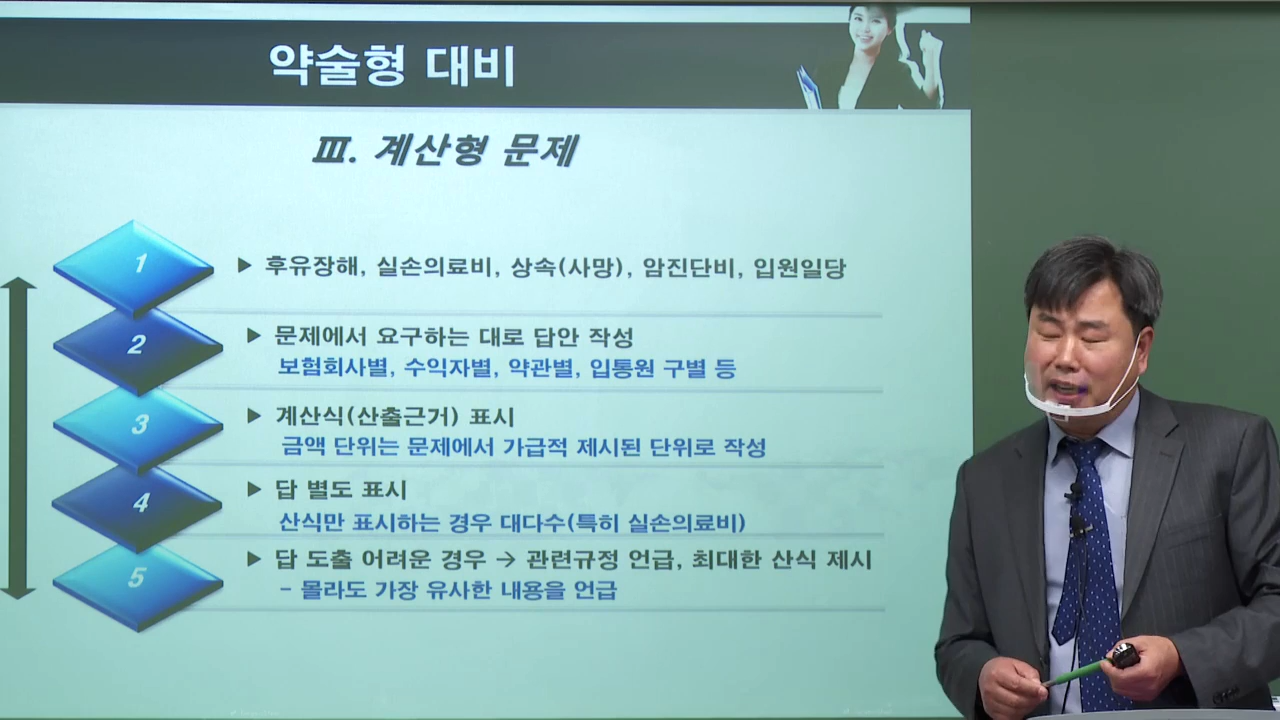 약술형 대비
Ⅲ. 계산형 문제
1
▶ 후유장해, 실손의료비, 상속(사망), 암진단비, 입원일당
2
▶ 문제에서 요구하는 대로 답안 작성
보험회사별, 수익자별, 약관별, 입통원 구별 등
3
▶ 계산식(산출근거) 표시
금액 단위는 문제에서 가급적 제시된 단위로 작성
4
▶ 답 별도 표시
산식만 표시하는 경우 대다수(특히 실손의료비)
5
▶ 답 도출 어려운 경우 → 관련규정 언급, 최대한 산식 제시
- 몰라도 가장 유사한 내용을 언급